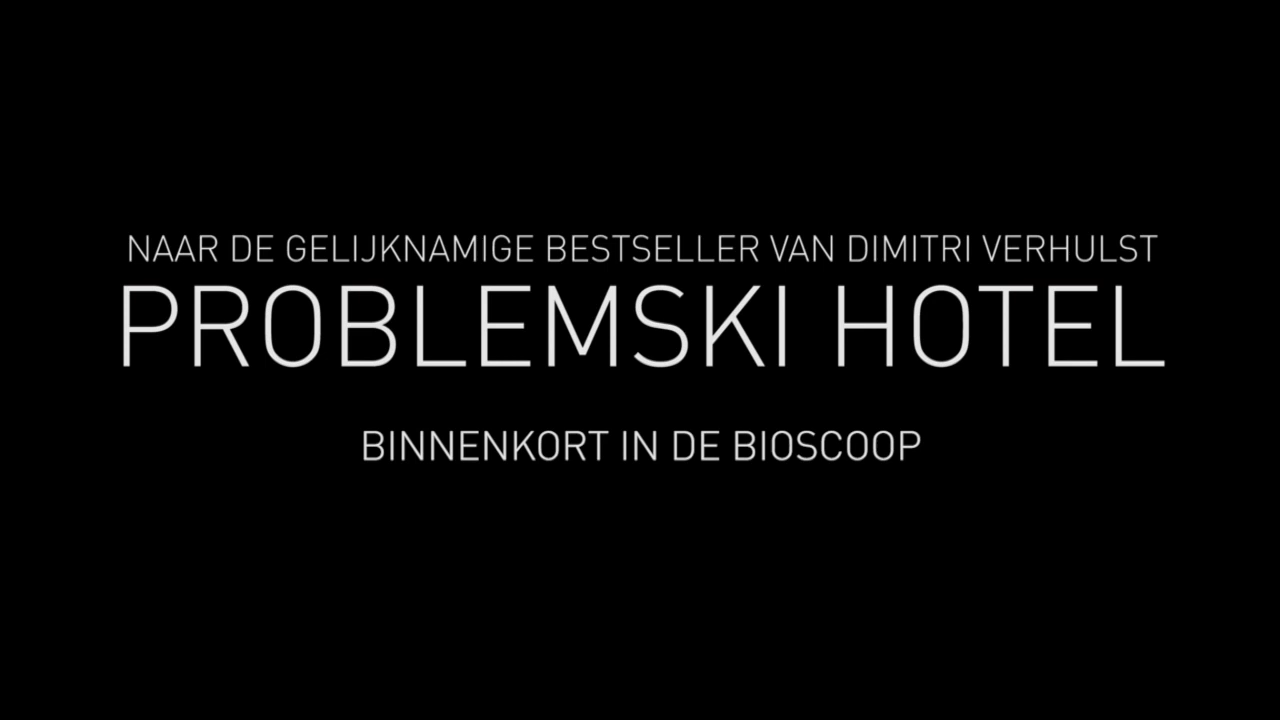 NAAR DE GELIJKNAMIGE BESTSELLER VAN DIMITRI VERHULST
PROBLEMSKI HOTEL
BINNENKORT IN DE BIOSCOOP